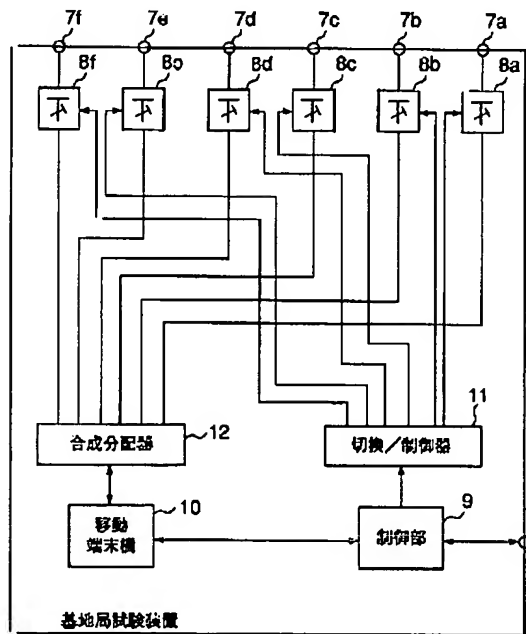 7f 7e 7d 7c 7b 7a
8f 8e 8d 8c 8b 8a
11
合成分配器 12 切換/制御器
10 9
移動
端末機 制御部
基地局試験装置